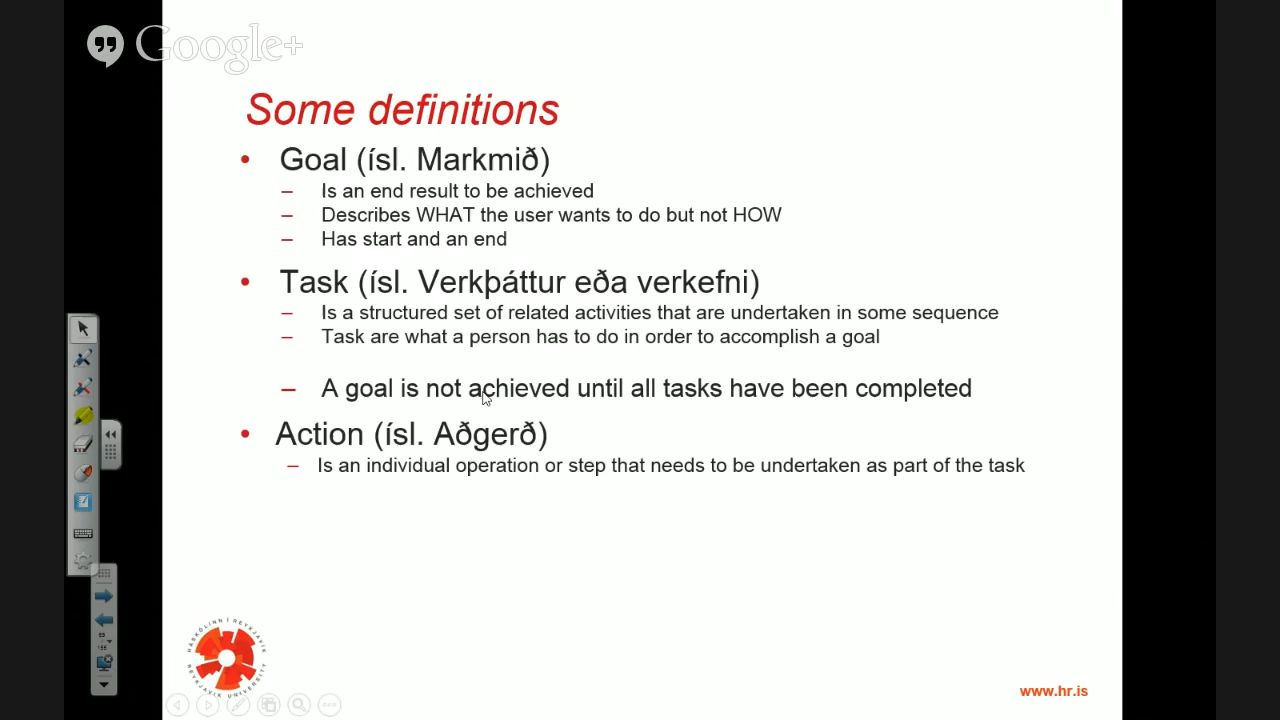 Google+
Some definitions
• Goal (ísl. Markmið)
– Is an end result to be achieved
– Describes WHAT the user wants to do but not HOW
– Has start and an end
• Task (ísl. Verkþáttur eða verkefni)
– Is a structured set of related activities that are undertaken in some sequence
– Task are what a person has to do in order to accomplish a goal
– A goal is not achieved until all tasks have been completed
• Action (ísl. Aðgerð)
– Is an individual operation or step that needs to be undertaken as part of the task
HÁSKÓLINN Í REYKJAVÍK
REYKJAVIK UNIVERSITY
www.hr.is